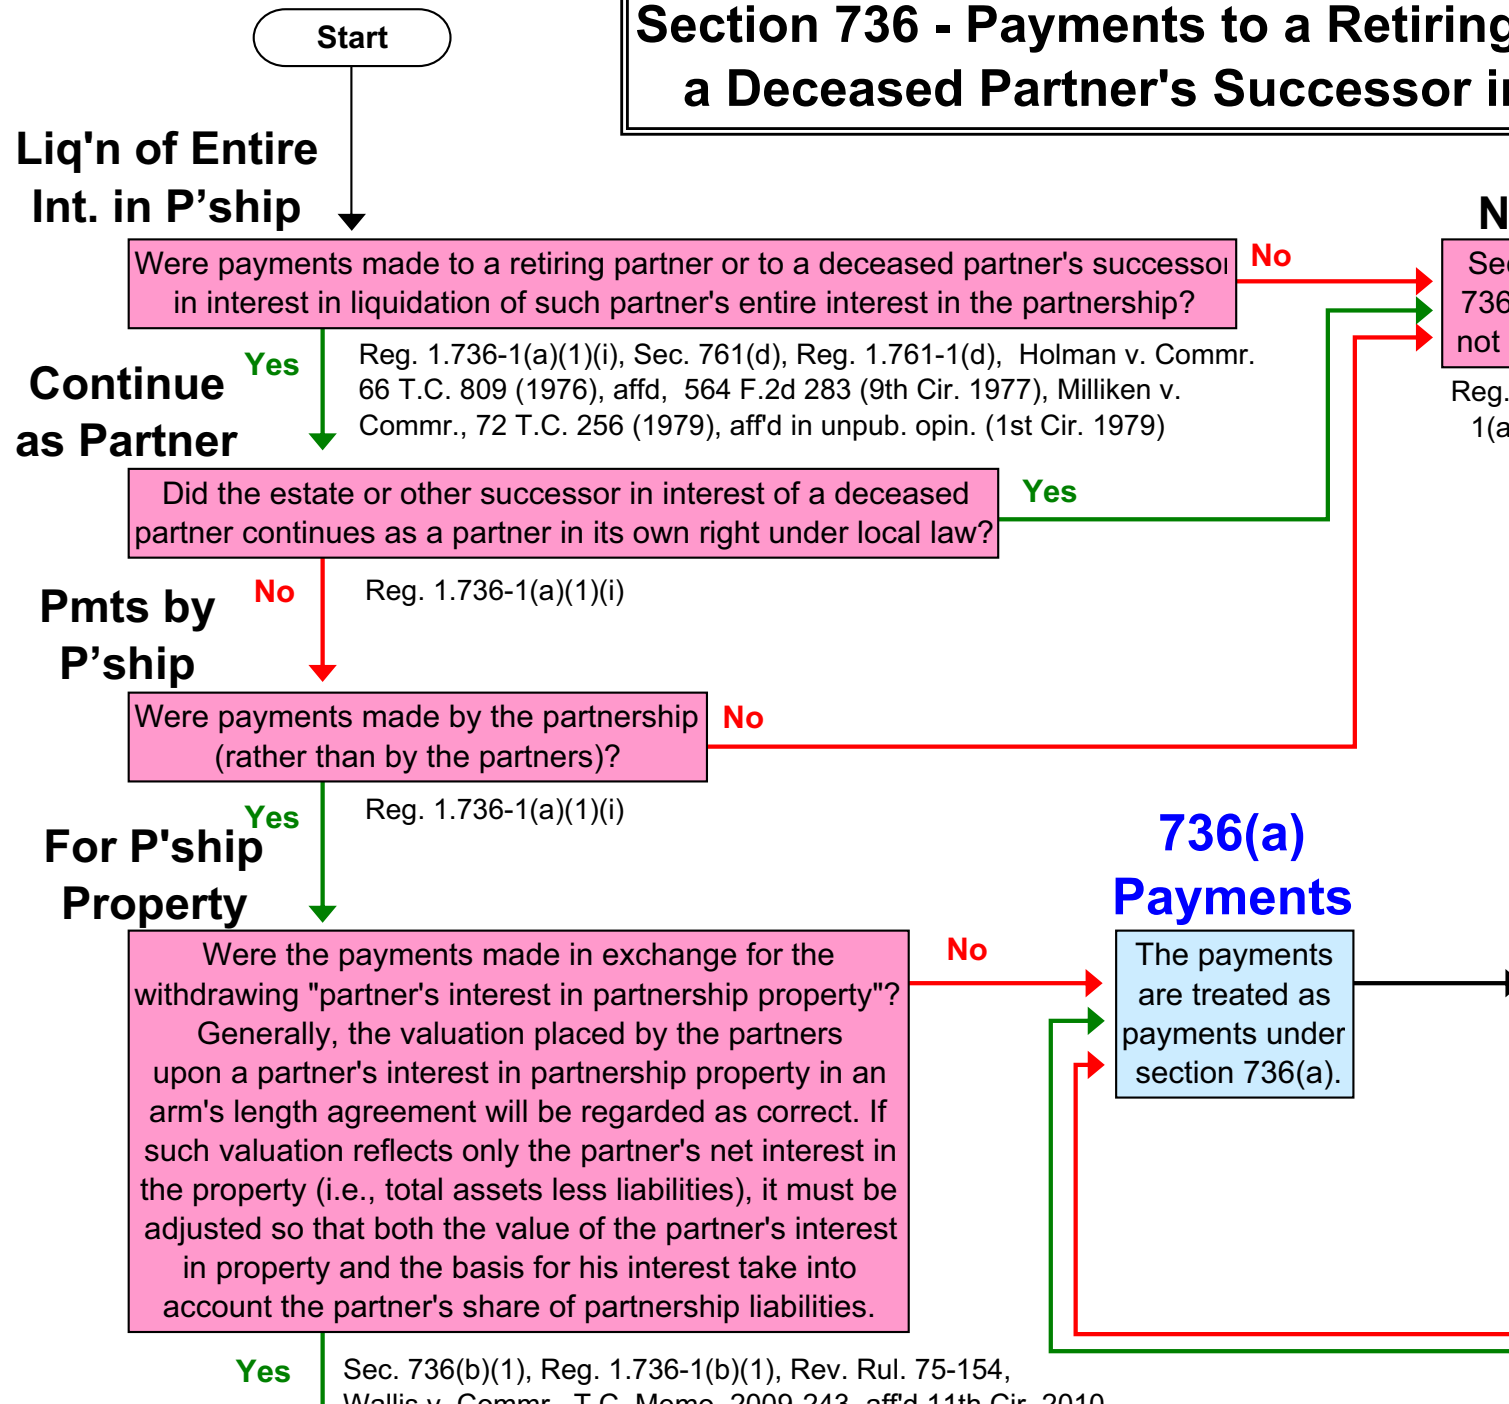 Start
Section 736 - Payments to a Retiring
a Deceased Partner's Successor
Liq'n of Entire
Int. in P’ship
Were payments made to a retiring partner or to a deceased partner's successor
in interest in liquidation of such partner's entire interest in the partnership?
No
not
Yes
Reg. 1.736-1(a)(1)(i), Sec. 761(d), Reg. 1.761-1(d),  Holman v. Commr.
66 T.C. 809 (1976), affd,  564 F.2d 283 (9th Cir. 1977), Milliken v.
Commr., 72 T.C. 256 (1979), aff'd in unpub. opin. (1st Cir. 1979)
Reg.
Continue
as Partner
Did the estate or other successor in interest of a deceased
partner continues as a partner in its own right under local law?
Yes
No
Reg. 1.736-1(a)(1)(i)
Pmts by
P’ship
Were payments made by the partnership
(rather than by the partners)?
No
Yes
Reg. 1.736-1(a)(1)(i)
For P'ship
Property
Were the payments made in exchange for the
withdrawing "partner's interest in partnership property"?
Generally, the valuation placed by the partners
upon a partner's interest in partnership property in an
arm's length agreement will be regarded as correct. If
such valuation reflects only the partner's net interest in
the property (i.e., total assets less liabilities), it must be
adjusted so that both the value of the partner's interest
in property and the basis for his interest take into
account the partner's share of partnership liabilities.
No
736(a)
Payments
The payments
are treated as
payments under
section 736(a).
Yes
Sec. 736(b)(1), Reg. 1.736-1(b)(1), Rev. Rul. 75-154,
Wallis v. Commr., T.C. Memo. 2009-243, aff'd 11th Cir. 2010